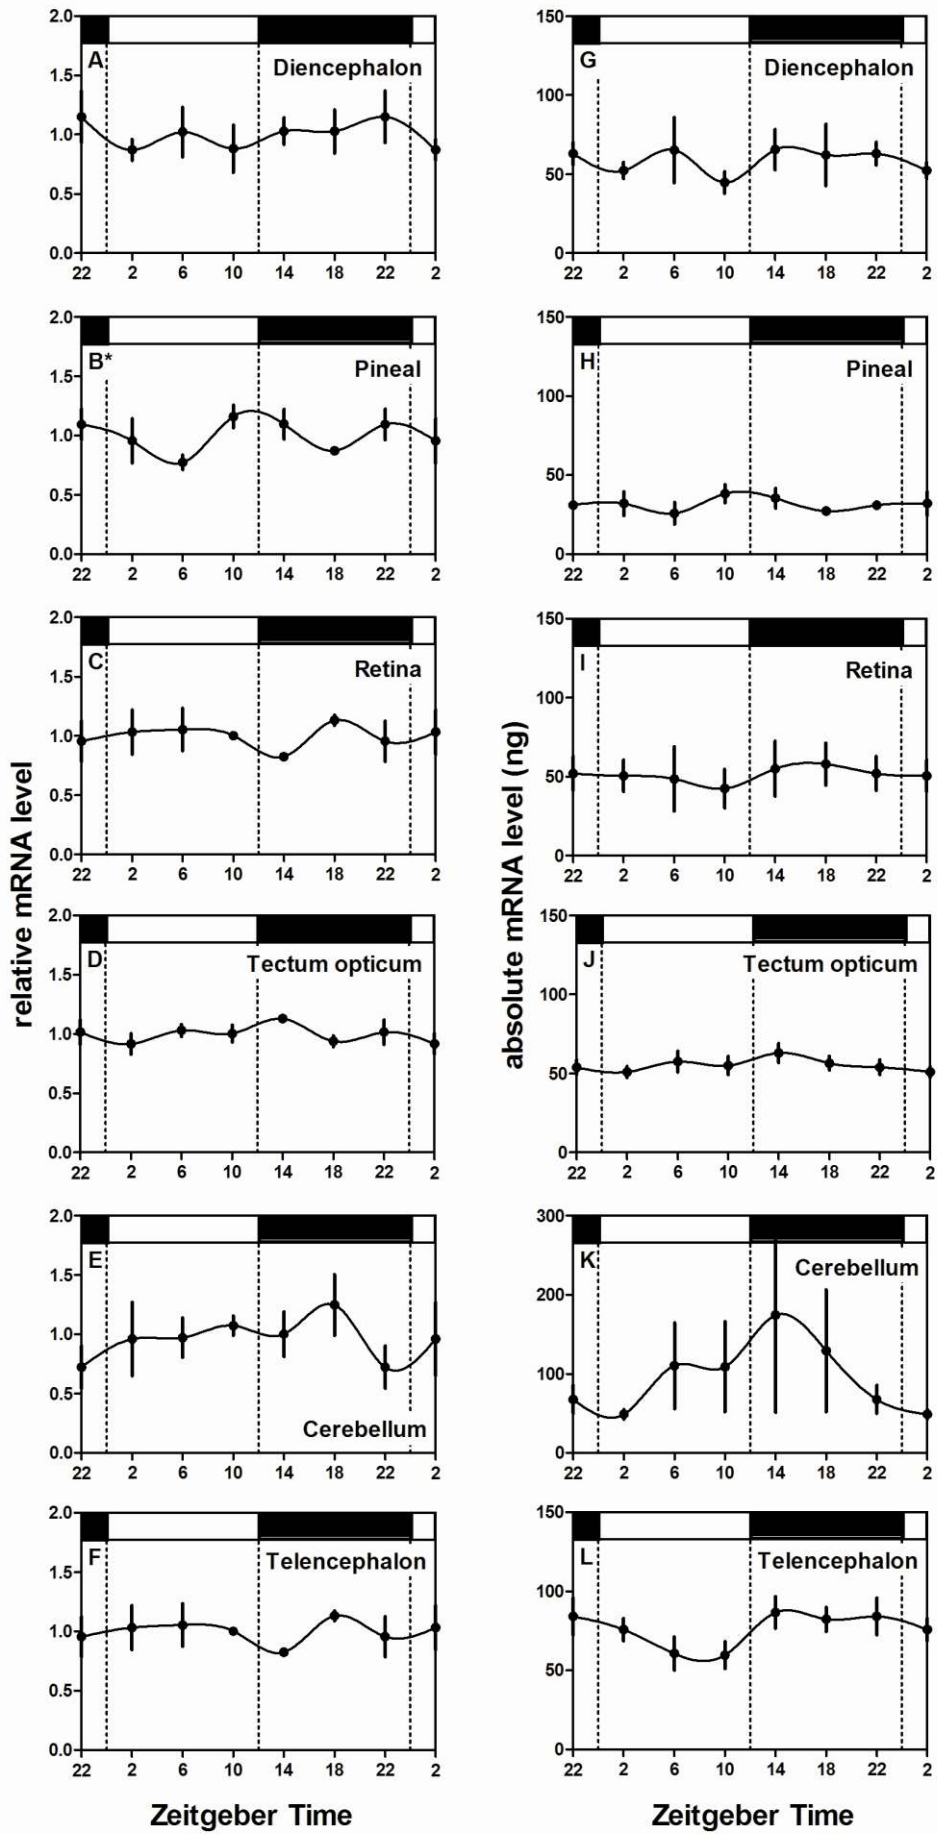 2.0
1.5
1.0
0.5
0.0
A
Diencephalon
22 2 6 10 14 18 22 2
150
100
50
0
G
Diencephalon
22 2 6 10 14 18 22 2
2.0
1.5
1.0
0.5
0.0
B*
Pineal
22 2 6 10 14 18 22 2
150
100
50
0
H
Pineal
22 2 6 10 14 18 22 2
2.0
1.5
1.0
0.5
0.0
C
Retina
22 2 6 10 14 18 22 2
150
100
50
0
I
Retina
22 2 6 10 14 18 22 2
relative mRNA level
absolute mRNA level (ng)
2.0
1.5
1.0
0.5
0.0
D
Tectum opticum
22 2 6 10 14 18 22 2
150
100
50
0
J
Tectum opticum
22 2 6 10 14 18 22 2
2.0
1.5
1.0
0.5
0.0
E
Cerebellum
22 2 6 10 14 18 22 2
300
200
100
0
K
Cerebellum
22 2 6 10 14 18 22 2
2.0
1.5
1.0
0.5
0.0
F
Telencephalon
22 2 6 10 14 18 22 2
150
100
50
0
L
Telencephalon
22 2 6 10 14 18 22 2
Zeitgeber Time
Zeitgeber Time